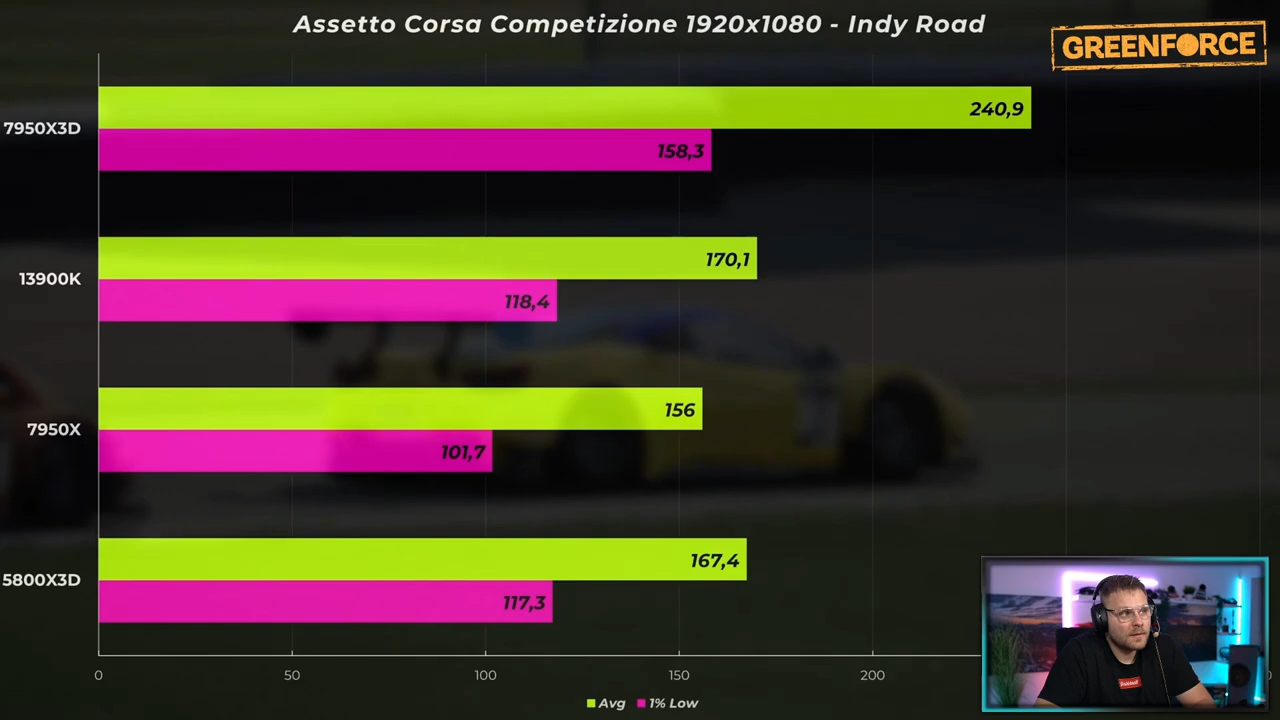 Assetto Corsa Competizione 1920x1080 - Indy Road
GREENFORCE
7950X3D
240,9
158,3
13900K
170,1
118,4
7950X
156
101,7
5800X3D
167,4
117,3
0 50 100 150 200
Avg 1% Low